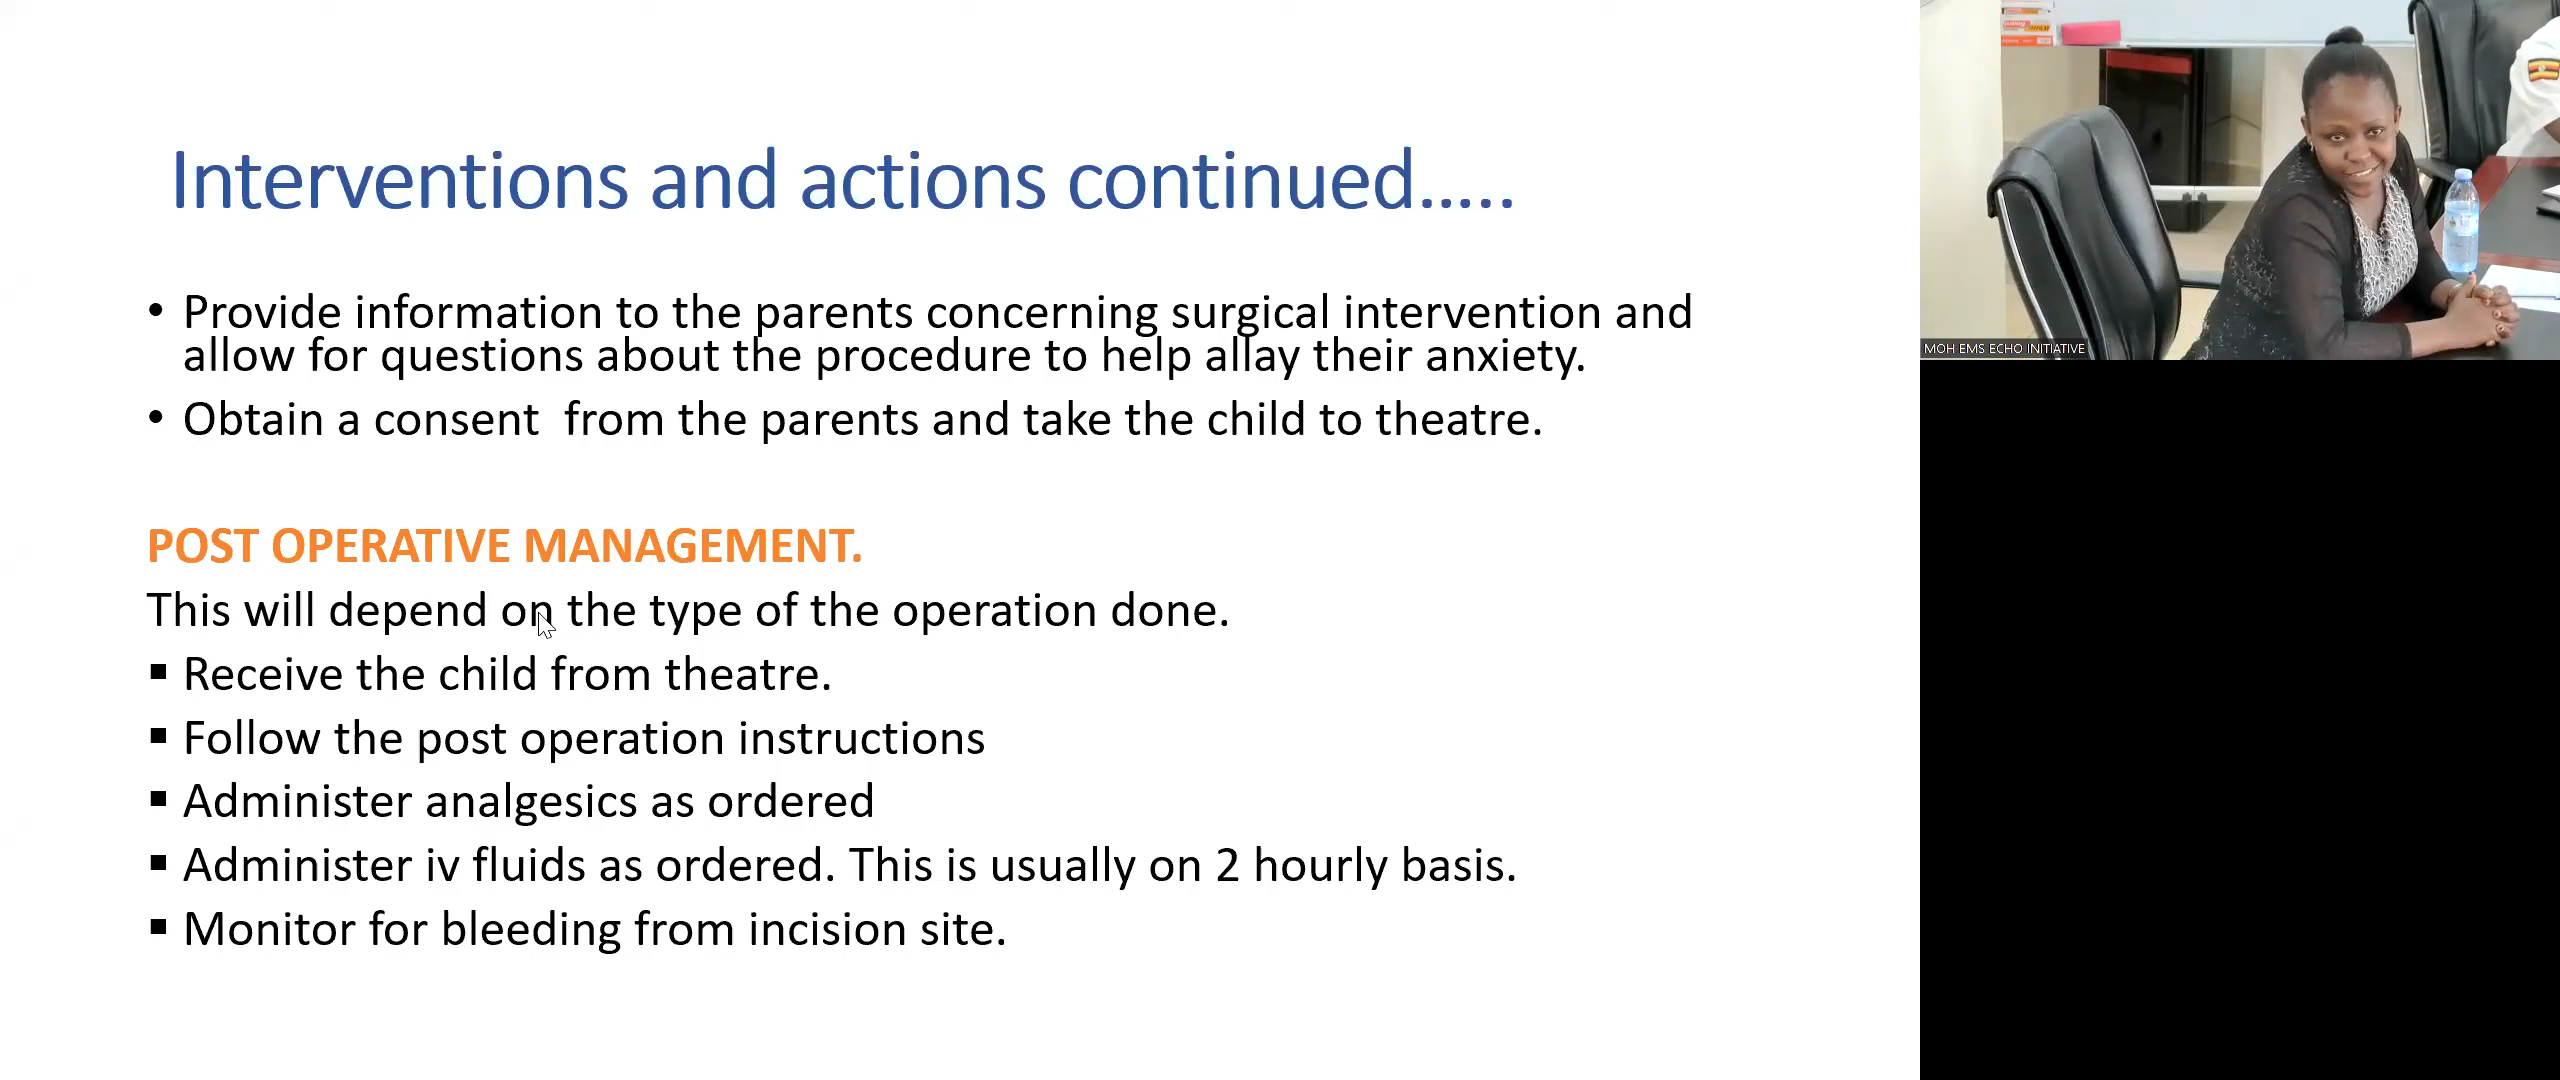 Interventions and actions continued.....
• Provide information to the parents concerning surgical intervention and
allow for questions about the procedure to help allay their anxiety.
• Obtain a consent  from the parents and take the child to theatre.
POST OPERATIVE MANAGEMENT.
This will depend on the type of the operation done.
▪ Receive the child from theatre.
▪ Follow the post operation instructions
▪ Administer analgesics as ordered
▪ Administer iv fluids as ordered. This is usually on 2 hourly basis.
▪ Monitor for bleeding from incision site.
MOH EMS ECHO INITIATIVE